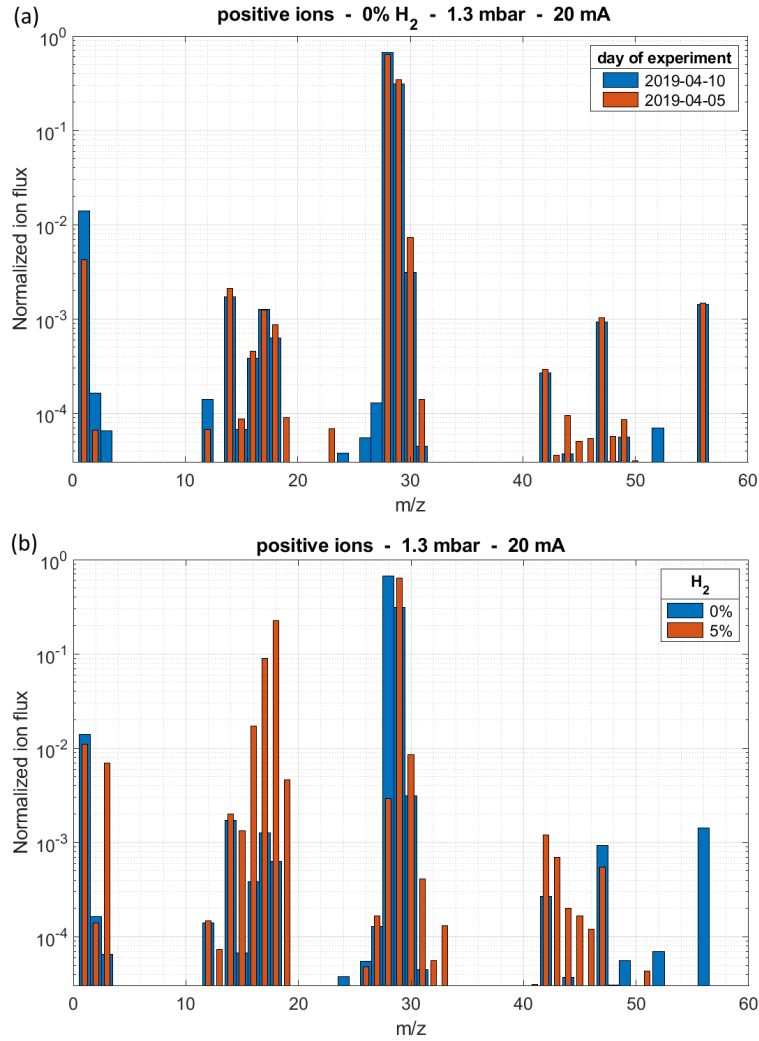 (a)
positive ions - 0% H2 - 1.3 mbar - 20 mA
Normalized ion flux
10^0
10^-1
10^-2
10^-3
10^-4
day of experiment
2019-04-10
2019-04-05
0 10 20 30 40 50 60
m/z
(b)
positive ions - 1.3 mbar - 20 mA
Normalized ion flux
10^0
10^-1
10^-2
10^-3
10^-4
H2
0%
5%
0 10 20 30 40 50 60
m/z